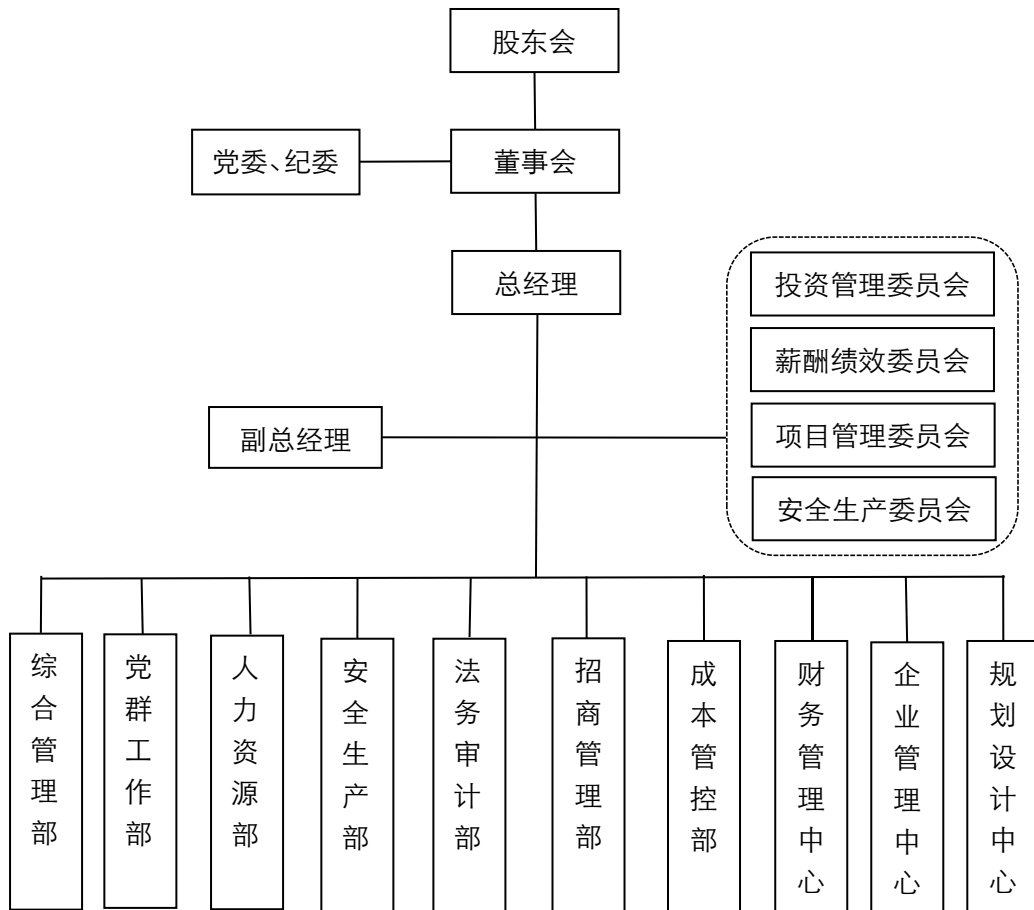 股东会
党委、纪委
董事会
总经理
投资管理委员会
薪酬绩效委员会
副总经理
项目管理委员会
安全生产委员会
综合管理部
党群工作部
人力资源部
安全生产部
法务审计部
招商管理部
成本管控部
财务管理中心
企业管理中心
规划设计中心